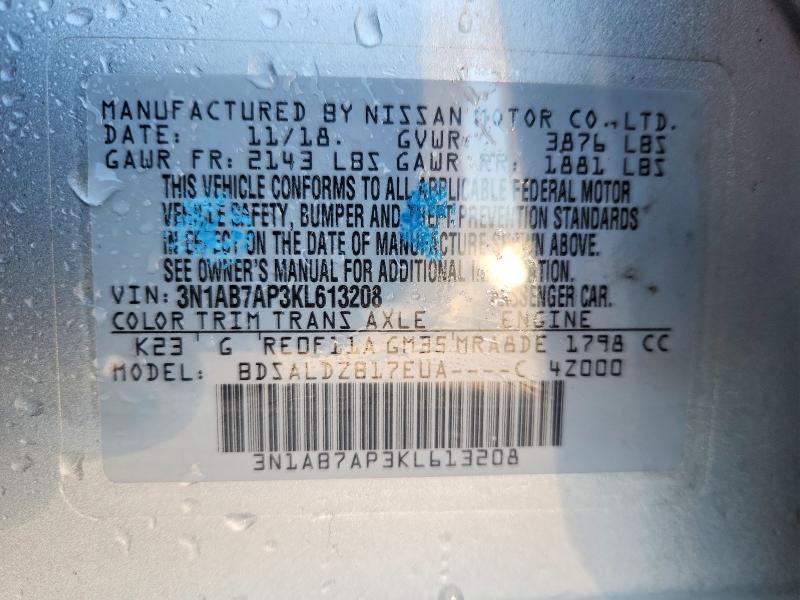 MANUFACTURED BY NISSAN MOTOR CO., LTD.
DATE: 11/18. GVWR 3876 LBS
GAWR FR: 2143 LBS GAWR RR: 1881 LBS
THIS VEHICLE CONFORMS TO ALL APPLICABLE FEDERAL MOTOR
VEHICLE SAFETY, BUMPER AND THEFT PREVENTION STANDARDS
IN EFFECT ON THE DATE OF MANUFACTURE SHOWN ABOVE.
SEE OWNER'S MANUAL FOR ADDITIONAL INFORMATION.
VIN: 3N1AB7AP3KL613208 PASSENGER CAR.
COLOR TRIM TRANS AXLE ENGINE
K23 G RE0F11A GM35 MRA8DE 1798 CC
MODEL: BDSALDZB17EUA----C 4Z000
3N1AB7AP3KL613208